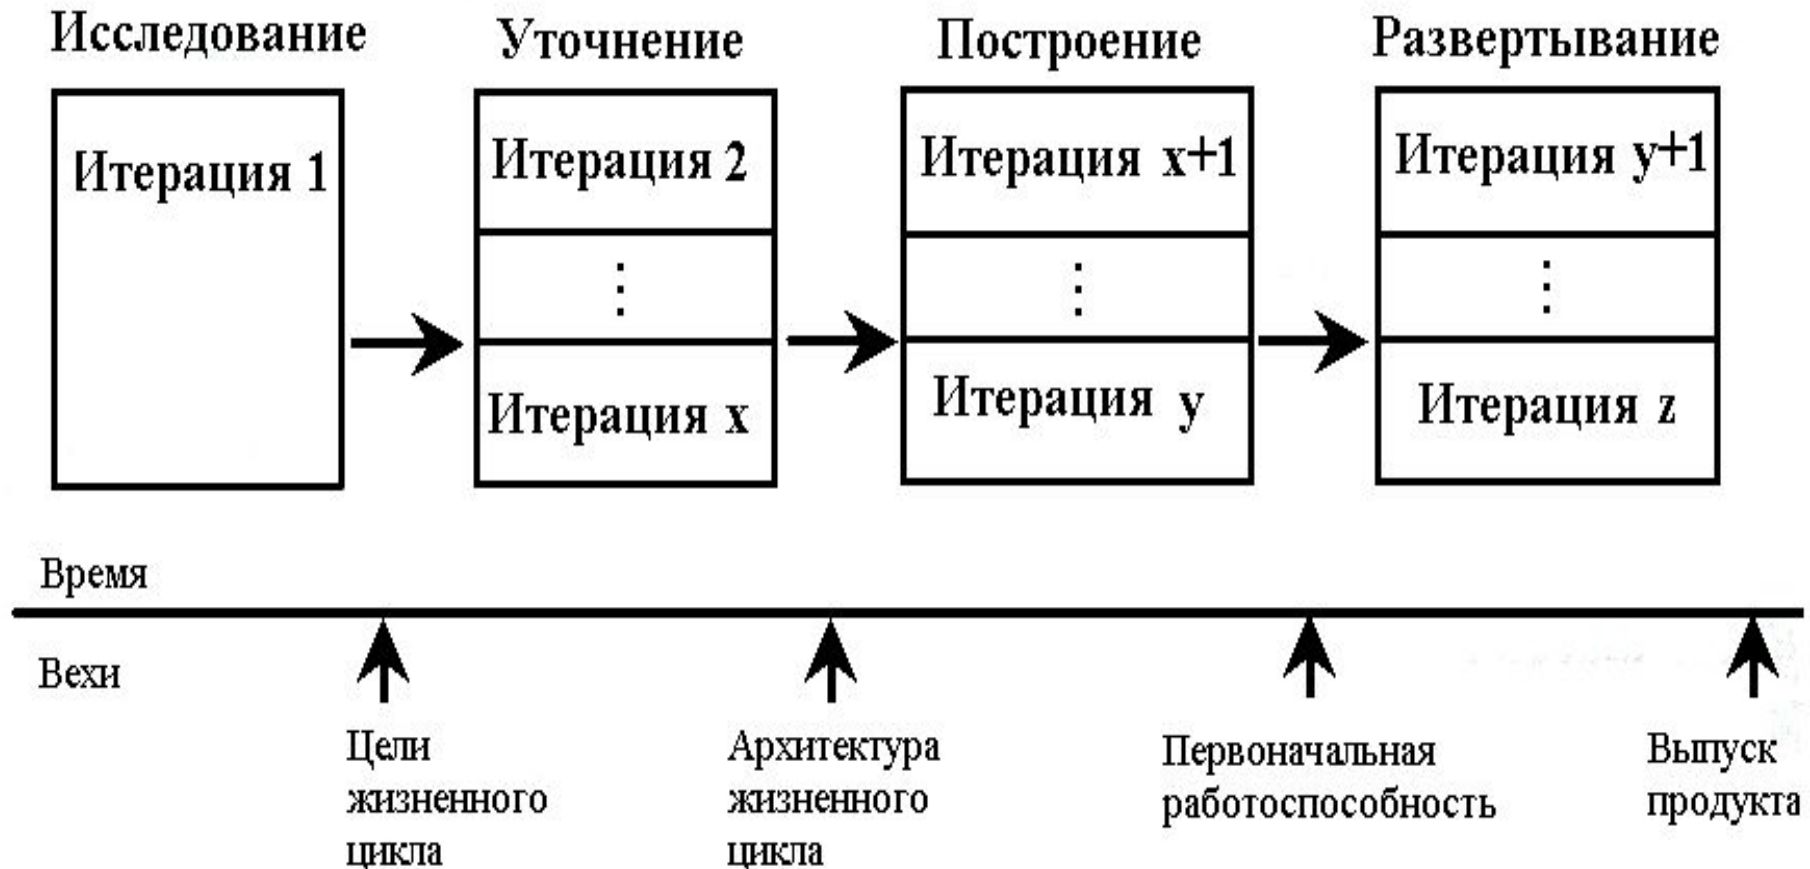 Исследование
Уточнение
Построение
Развертывание
Итерация 1
Итерация 2
Итерация x+1
Итерация y+1
Итерация x
Итерация y
Итерация z
Время
Вехи
Цели
жизненного
цикла
Архитектура
жизненного
цикла
Первоначальная
работоспособность
Выпуск
продукта